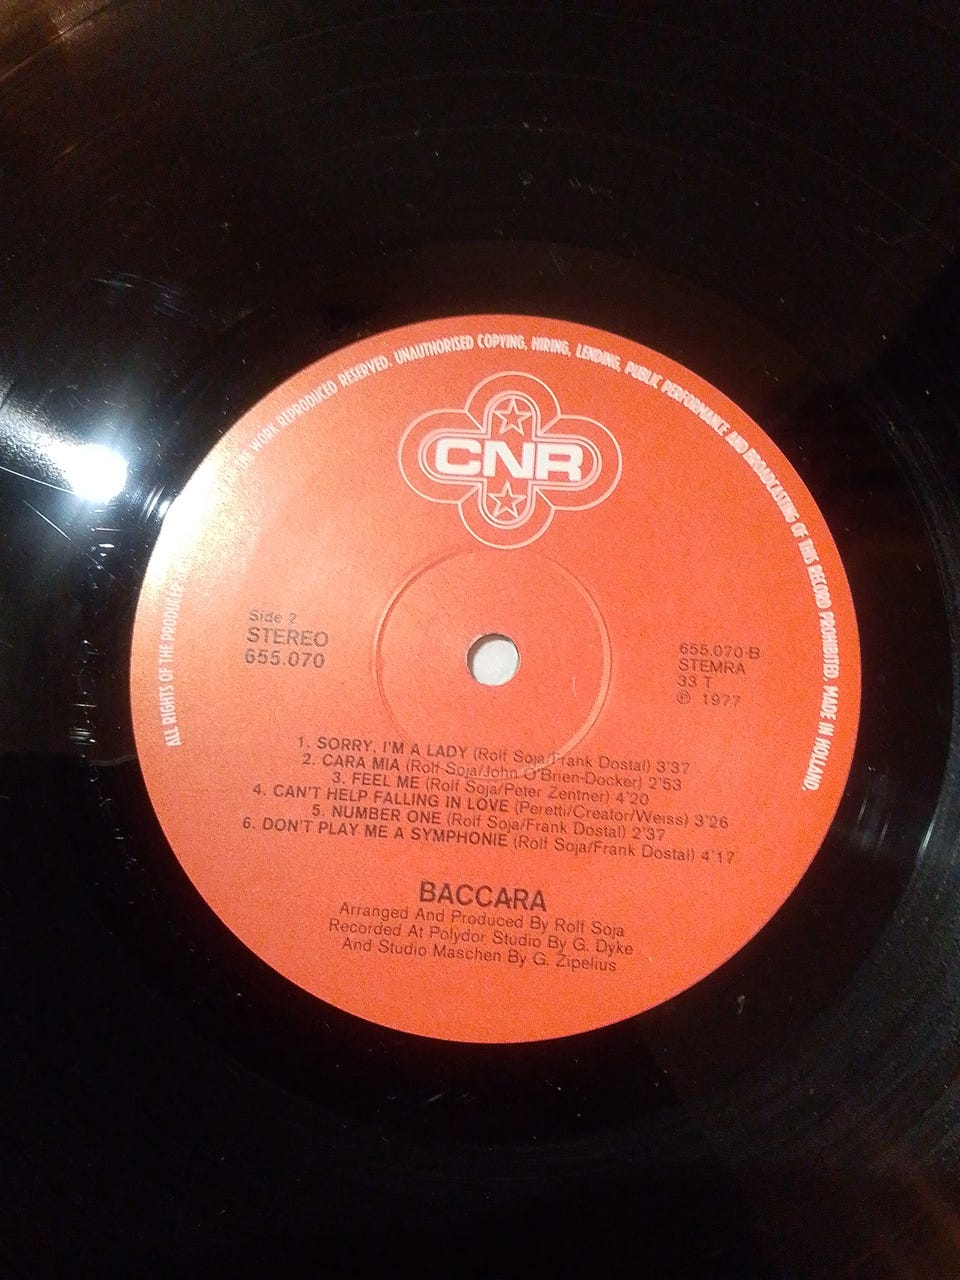 ALL RIGHTS OF THE PRODUCER
THE WORK REPRODUCED RESERVED. UNAUTHORISED COPYING, HIRING, LENDING, PUBLIC PERFORMANCE AND BROADCASTING OF THIS RECORD PROHIBITED. MADE IN HOLLAND.
CNR
Side 2
STEREO
655.070
655.070-B
STEMRA
33 T
℗ 1977
1. SORRY, I'M A LADY (Rolf Soja/Frank Dostal) 3'37
2. CARA MIA (Rolf Soja/John O'Brien-Docker) 2'53
3. FEEL ME (Rolf Soja/Peter Zentner) 4'20
4. CAN'T HELP FALLING IN LOVE (Peretti/Creator/Weiss) 3'26
5. NUMBER ONE (Rolf Soja/Frank Dostal) 2'37
6. DON'T PLAY ME A SYMPHONIE (Rolf Soja/Frank Dostal) 4'17
BACCARA
Arranged And Produced By Rolf Soja
Recorded At Polydor Studio By G. Dyke
And Studio Maschen By G. Zipelius